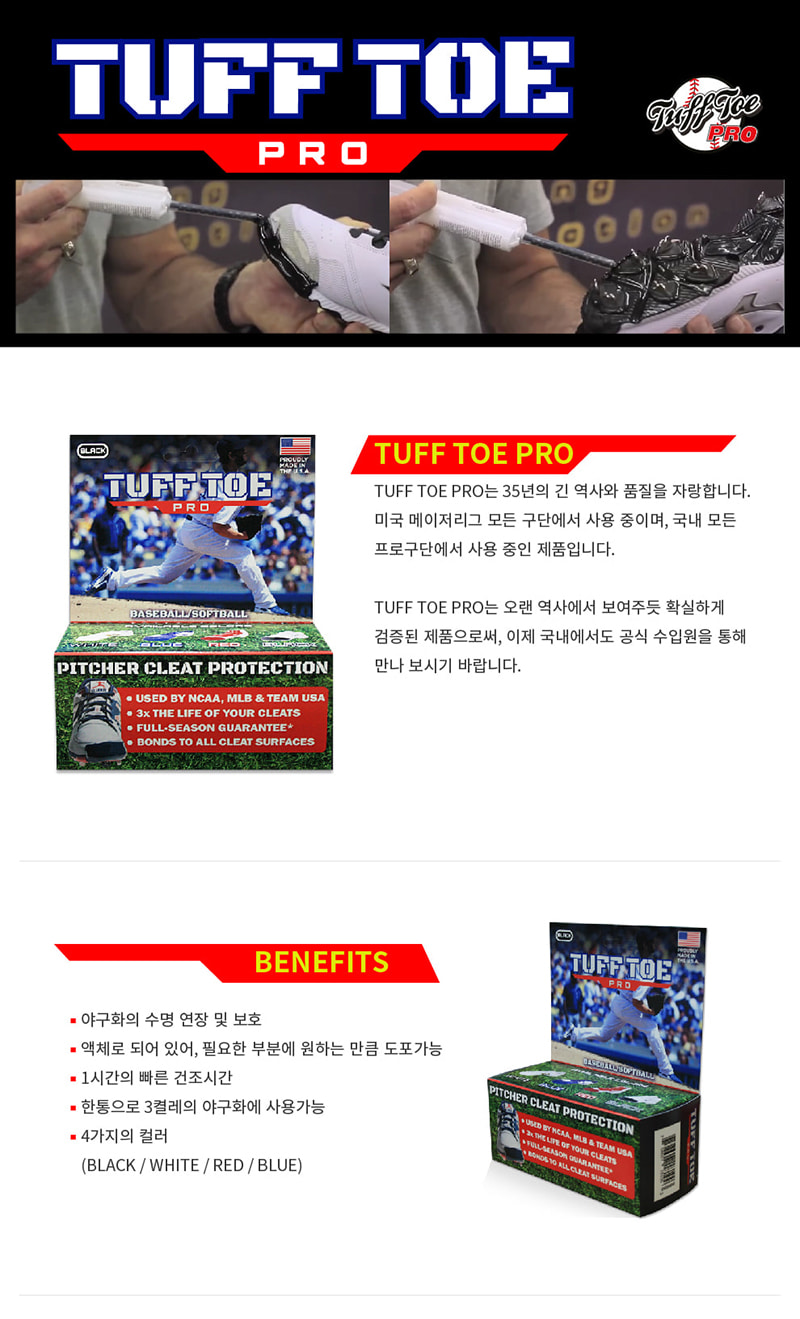 TUFF TOE
PRO
Tuff Toe
PRO
BLACK
PROUDLY
MADE IN
THE U.S.A
TUFF TOE
PRO
BASEBALL/SOFTBALL
BLUE
RED
PITCHER CLEAT PROTECTION
• USED BY NCAA, MLB & TEAM USA
• 3x THE LIFE OF YOUR CLEATS
• FULL-SEASON GUARANTEE*
• BONDS TO ALL CLEAT SURFACES
TUFF TOE PRO
TUFF TOE PRO는 35년의 긴 역사와 품질을 자랑합니다.
미국 메이저리그 모든 구단에서 사용 중이며, 국내 모든
프로구단에서 사용 중인 제품입니다.
TUFF TOE PRO는 오랜 역사에서 보여주듯 확실하게
검증된 제품으로써, 이제 국내에서도 공식 수입원을 통해
만나 보시기 바랍니다.
BENEFITS
▪ 야구화의 수명 연장 및 보호
▪ 액체로 되어 있어, 필요한 부분에 원하는 만큼 도포가능
▪ 1시간의 빠른 건조시간
▪ 한통으로 3켤레의 야구화에 사용가능
▪ 4가지의 컬러
(BLACK / WHITE / RED / BLUE)
BLACK
PROUDLY
MADE IN
THE U.S.A
TUFF TOE
PRO
BASEBALL/SOFTBALL
PITCHER CLEAT PROTECTION
• USED BY NCAA, MLB & TEAM USA
• 3x THE LIFE OF YOUR CLEATS
• FULL-SEASON GUARANTEE*
• BONDS TO ALL CLEAT SURFACES
TUFF TOE